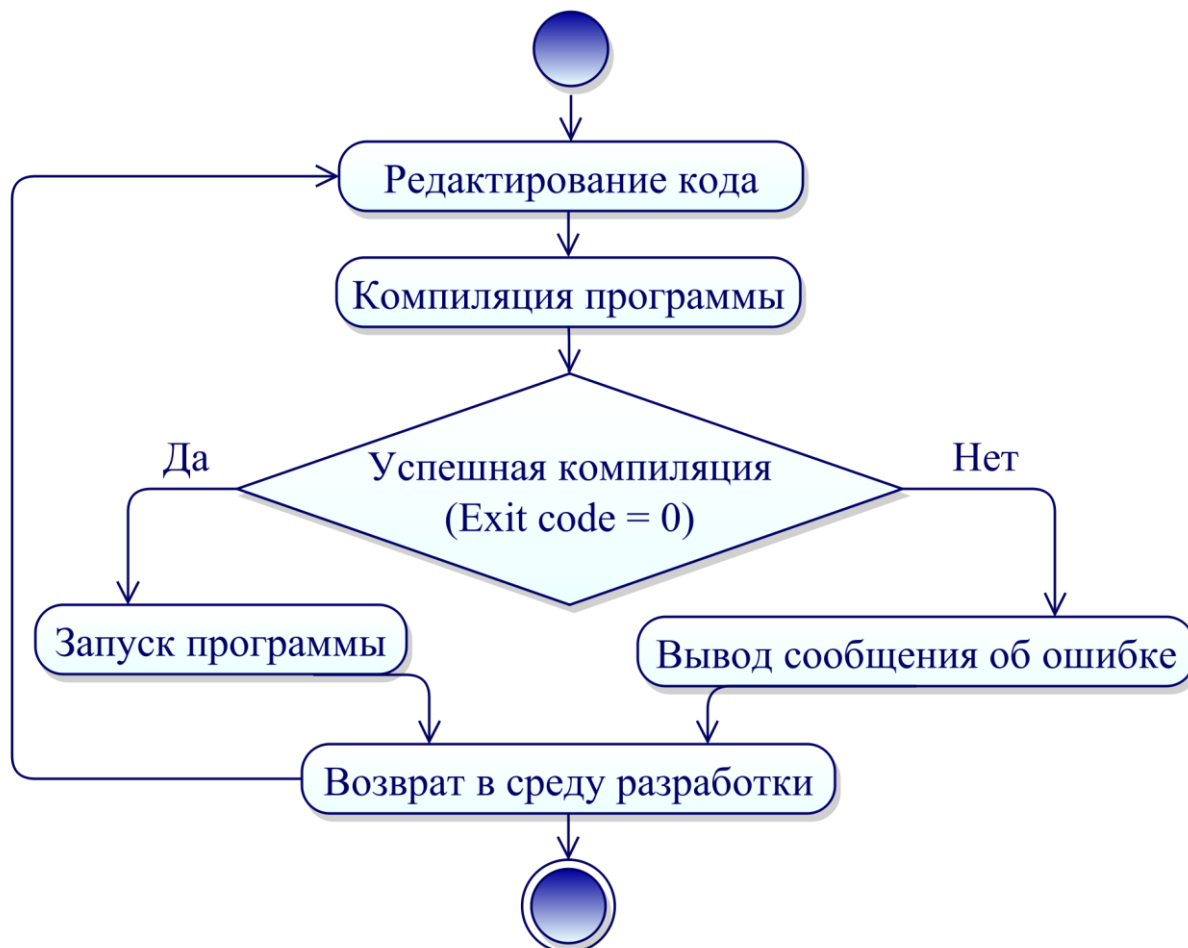 Редактирование кода
Компиляция программы
Да
Успешная компиляция
(Exit code = 0)
Нет
Запуск программы
Вывод сообщения об ошибке
Возврат в среду разработки